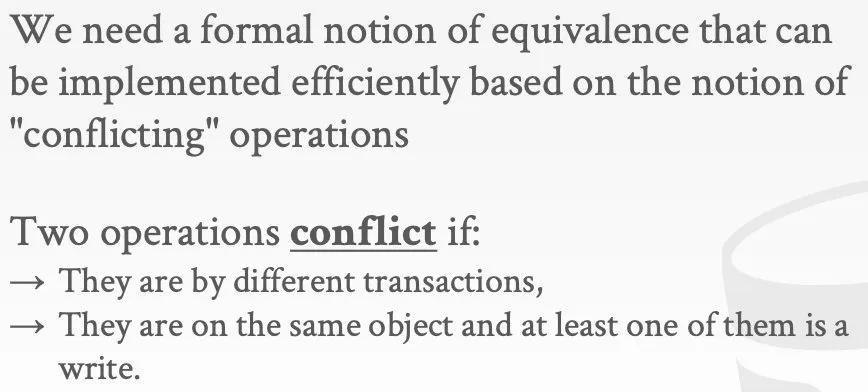 We need a formal notion of equivalence that can
be implemented efficiently based on the notion of
"conflicting" operations
Two operations conflict if:
→ They are by different transactions,
→ They are on the same object and at least one of them is a
write.